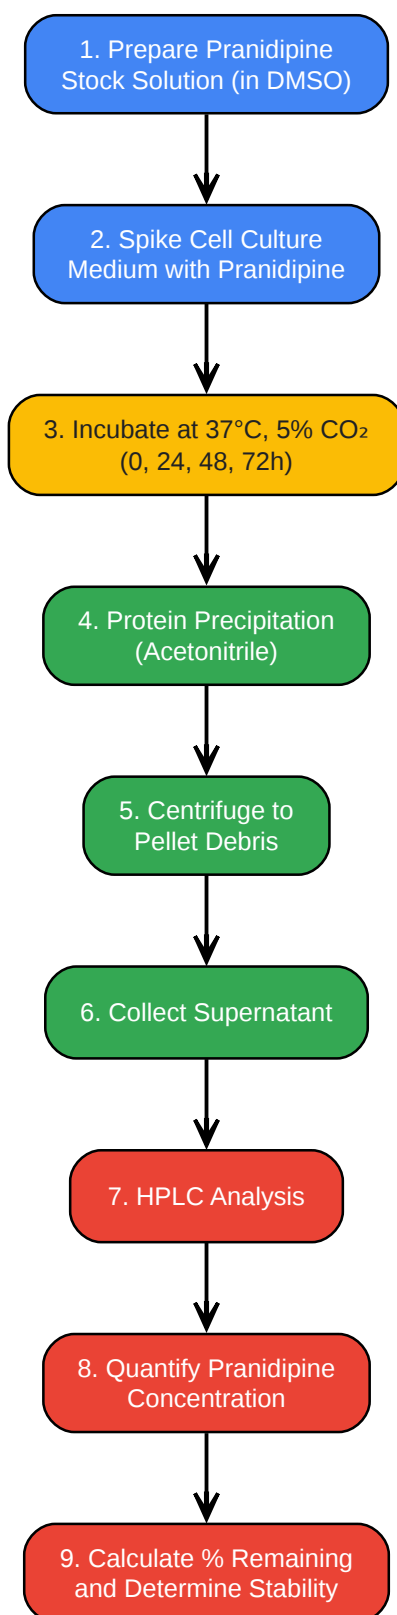 1. Prepare Pranidipine
Stock Solution (in DMSO)
2. Spike Cell Culture
Medium with Pranidipine
3. Incubate at 37°C, 5% CO₂
(0, 24, 48, 72h)
4. Protein Precipitation
(Acetonitrile)
5. Centrifuge to
Pellet Debris
6. Collect Supernatant
7. HPLC Analysis
8. Quantify Pranidipine
Concentration
9. Calculate % Remaining
and Determine Stability